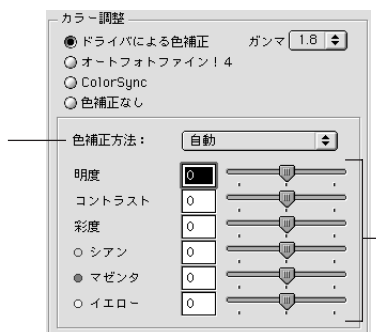 カラー調整
ドライバによる色補正 ガンマ 1.8
オートフォトファイン！4
ColorSync
色補正なし
色補正方法： 自動
明度 0
コントラスト 0
彩度 0
シアン 0
マゼンタ 0
イエロー 0